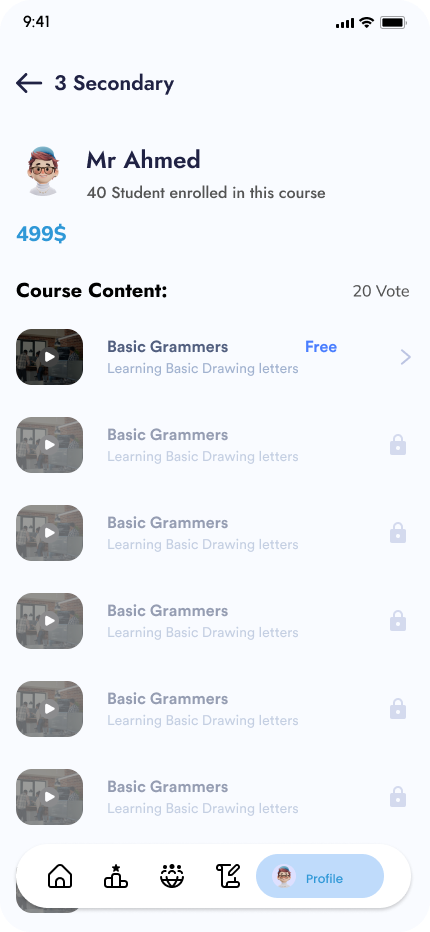 9:41
3 Secondary
Mr Ahmed
40 Student enrolled in this course
499$
Course Content:
20 Vote
Basic Grammers
Free
Learning Basic Drawing letters
Basic Grammers
Learning Basic Drawing letters
Basic Grammers
Learning Basic Drawing letters
Basic Grammers
Learning Basic Drawing letters
Basic Grammers
Learning Basic Drawing letters
Basic Grammers
Learning Basic Drawing letters
Profile